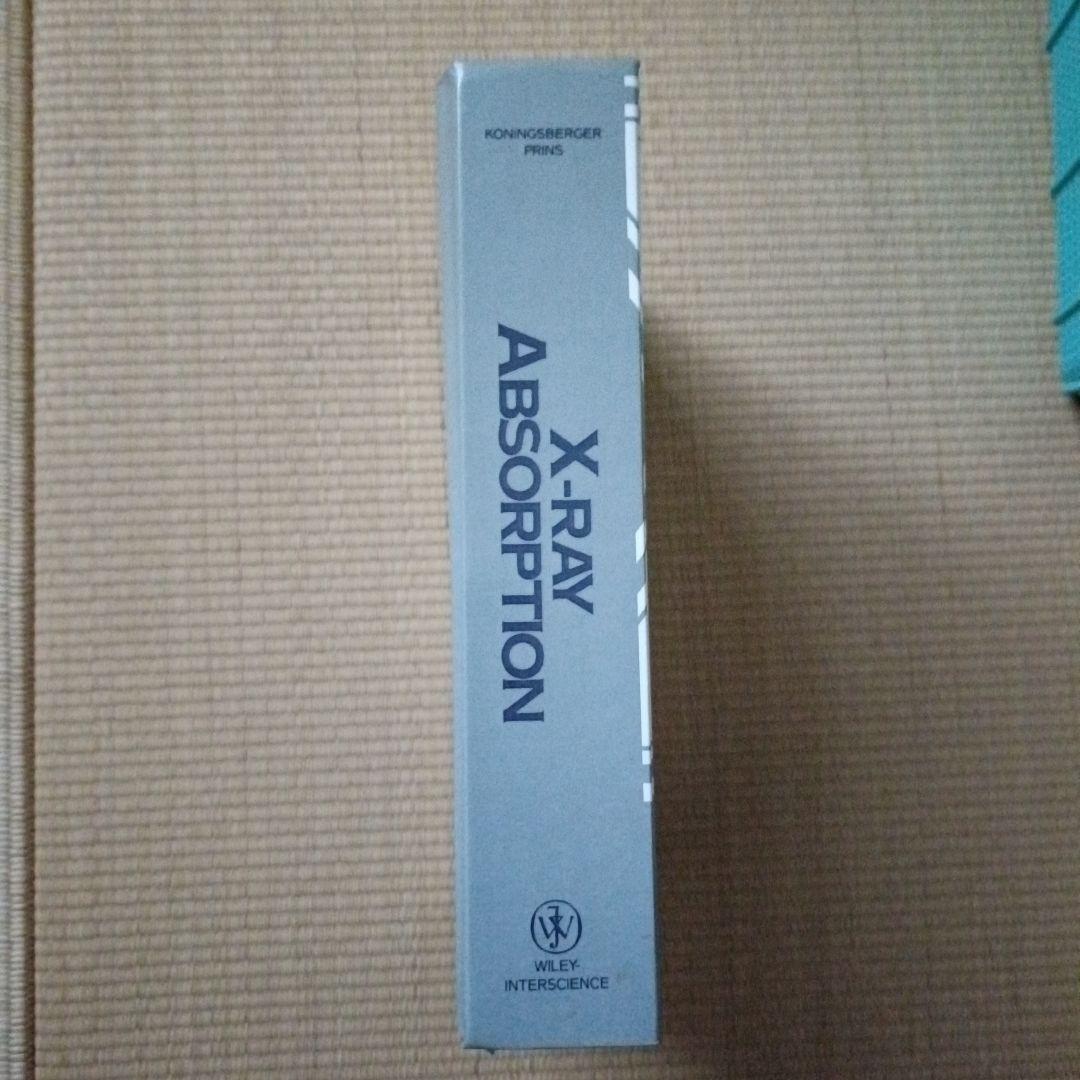 KONINGSBERGER
PRINS
X-RAY
ABSORPTION
WILEY-
INTERSCIENCE